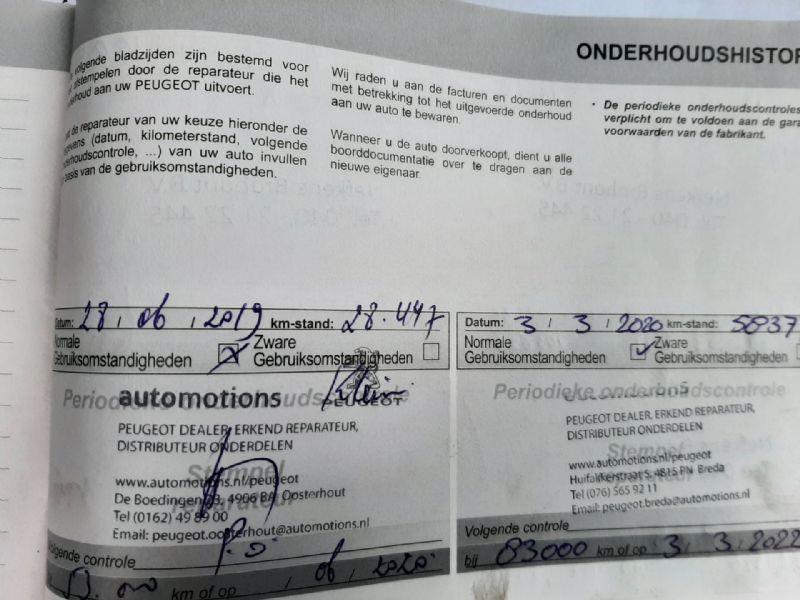 ONDERHOUDSHISTOR
volgende bladzijden zijn bestemd voor
afstempelen door de reparateur die het
aan uw PEUGEOT uitvoert.
de reparateur van uw keuze hieronder de
(datum, kilometerstand, volgende
...) van uw auto invullen
basis van de gebruiksomstandigheden.
Wij raden u aan de facturen en documenten
met betrekking tot het uitgevoerde onderhoud
aan uw auto te bewaren.
Wanneer u de auto doorverkoopt, dient u alle
boorddocumentatie over te dragen aan de
nieuwe eigenaar.
• De periodieke onderhoudscontroles
verplicht om te voldoen aan de gara
voorwaarden van de fabrikant.
Datum: 28 / 06 / 2019 km-stand: 28.447
Normale
Gebruiksomstandigheden
Zware
Gebruiksomstandigheden
Periodieke onderhoudscontrole
automotions
PEUGEOT
PEUGEOT DEALER, ERKEND REPARATEUR,
DISTRIBUTEUR ONDERDELEN
Stempel
reparateur
www.automotions.nl/peugeot
De Boedingen 23, 4906 BA Oosterhout
Tel (0162) 49 89 00
Email: peugeot.oosterhout@automotions.nl
Volgende controle
km of op / 06 / 2020
Datum: 3 / 3 / 2020 km-stand: 58937
Normale
Gebruiksomstandigheden
Zware
Gebruiksomstandigheden
Periodieke onderhoudscontrole
PEUGEOT DEALER, ERKEND REPARATEUR,
DISTRIBUTEUR ONDERDELEN
Stempel
www.automotions.nl/peugeot
Huifakkerstraat 5, 4815 PN Breda
Tel (076) 565 92 11
Email: peugeot.breda@automotions.nl
Volgende controle
bij 83000 km of op 3 / 3 / 2022